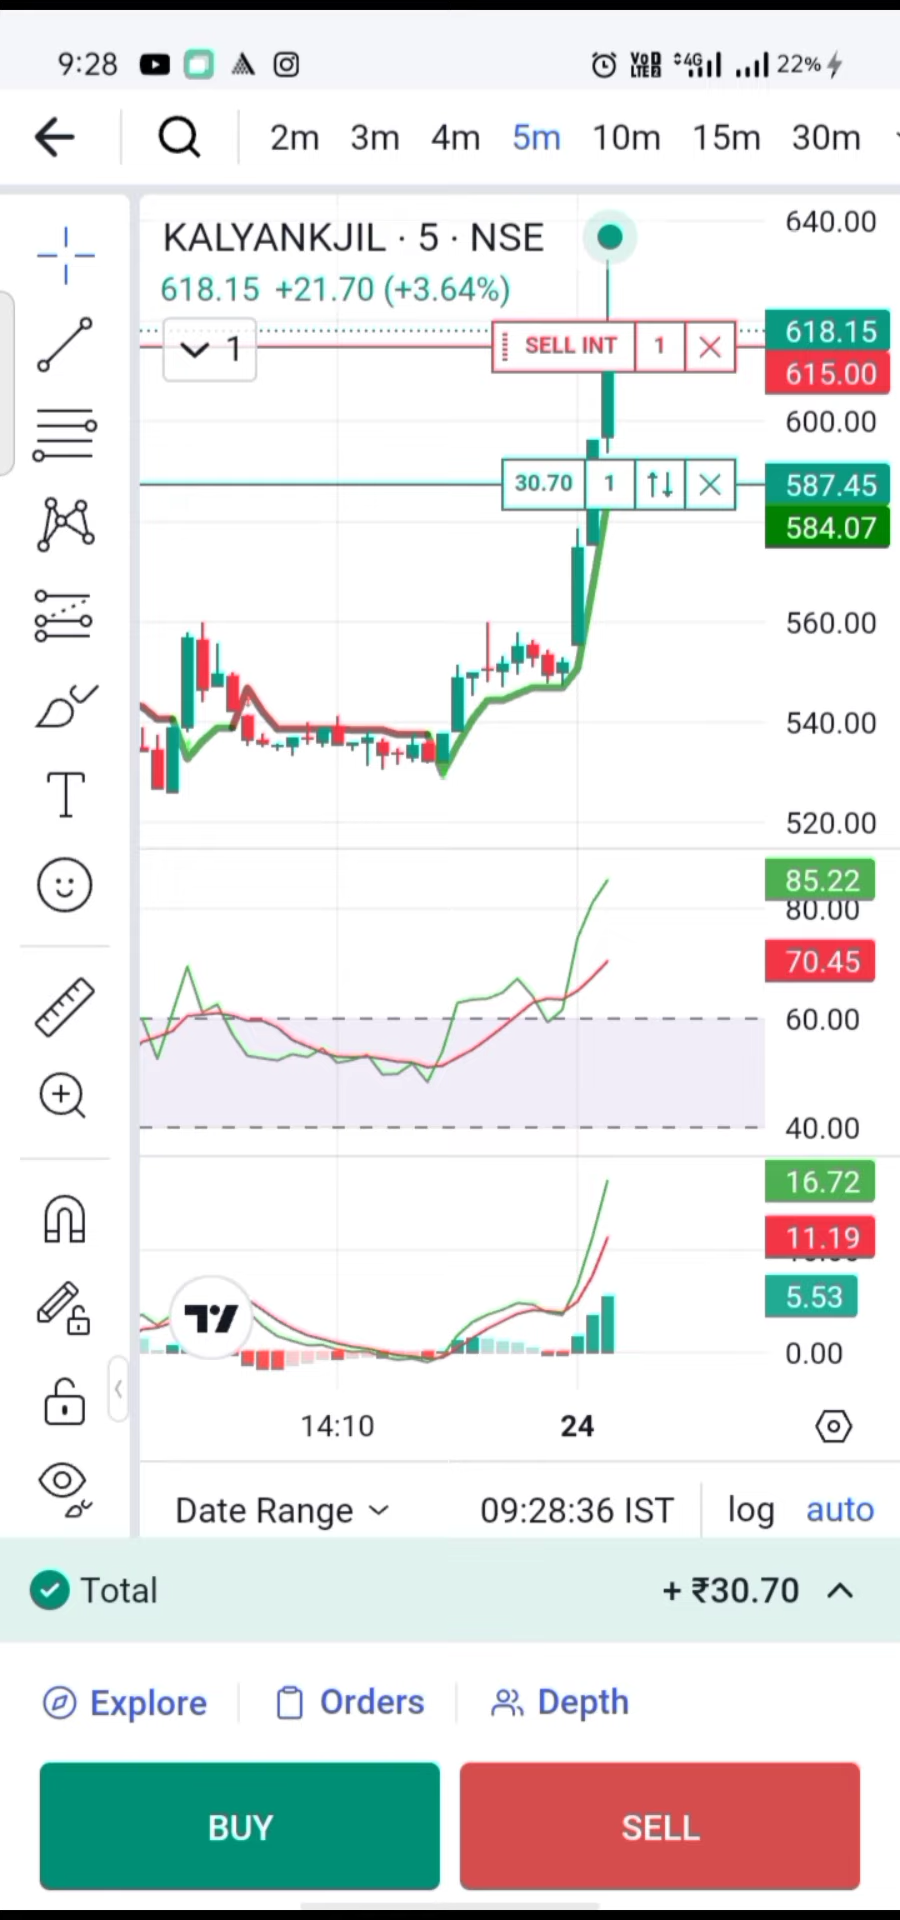 9:28
VoD LTE2 4G 22%
2m 3m 4m 5m 10m 15m 30m
KALYANKJIL · 5 · NSE
618.15 +21.70 (+3.64%)
1
SELL INT 1
30.70 1
640.00
618.15
615.00
600.00
587.45
584.07
560.00
540.00
520.00
85.22
80.00
70.45
60.00
40.00
16.72
11.19
5.53
0.00
14:10 24
Date Range 09:28:36 IST log auto
Total + ₹30.70
Explore Orders Depth
BUY SELL